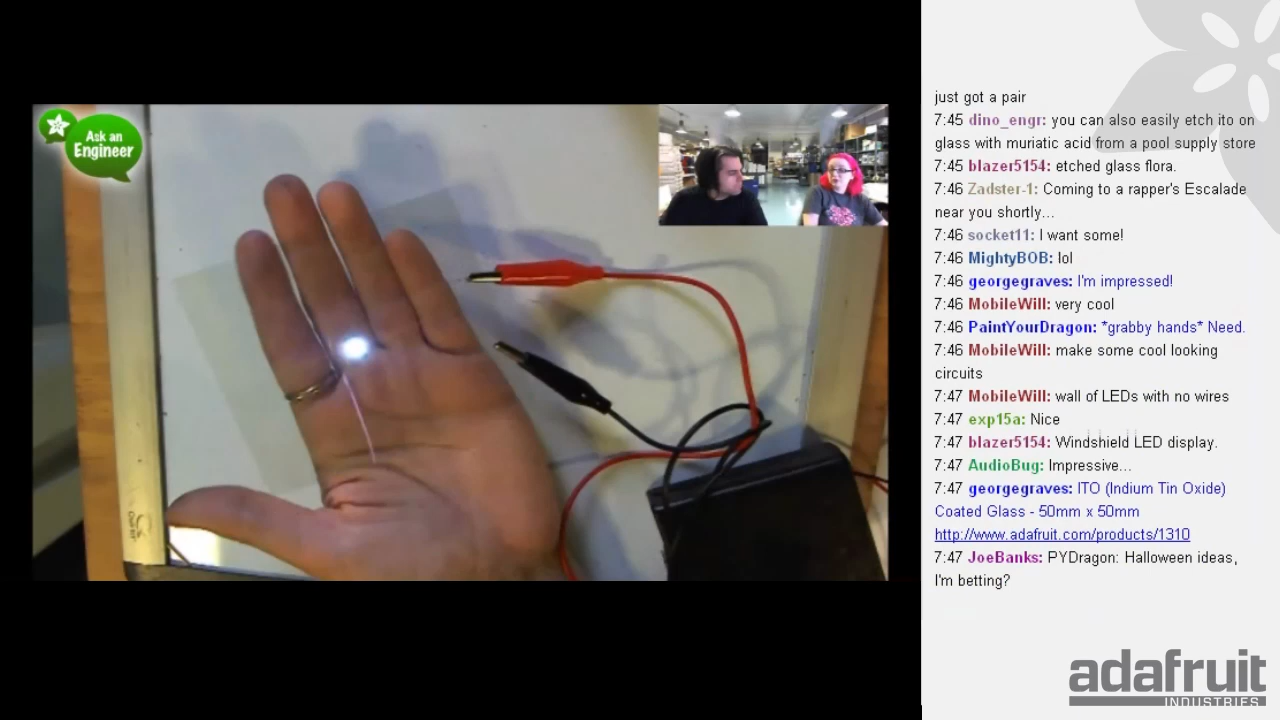 Ask an
Engineer
just got a pair
7:45 dino_engr: you can also easily etch ito on
glass with muriatic acid from a pool supply store
7:45 blazer5154: etched glass flora.
7:46 Zadster-1: Coming to a rapper's Escalade
near you shortly...
7:46 socket11: I want some!
7:46 MightyBOB: lol
7:46 georgegraves: I'm impressed!
7:46 MobileWill: very cool
7:46 PaintYourDragon: *grabby hands* Need.
7:46 MobileWill: make some cool looking
circuits
7:47 MobileWill: wall of LEDs with no wires
7:47 exp15a: Nice
7:47 blazer5154: Windshield LED display.
7:47 AudioBug: Impressive...
7:47 georgegraves: ITO (Indium Tin Oxide)
Coated Glass - 50mm x 50mm
http://www.adafruit.com/products/1310
7:47 JoeBanks: PYDragon: Halloween ideas,
I'm betting?
adafruit
INDUSTRIES